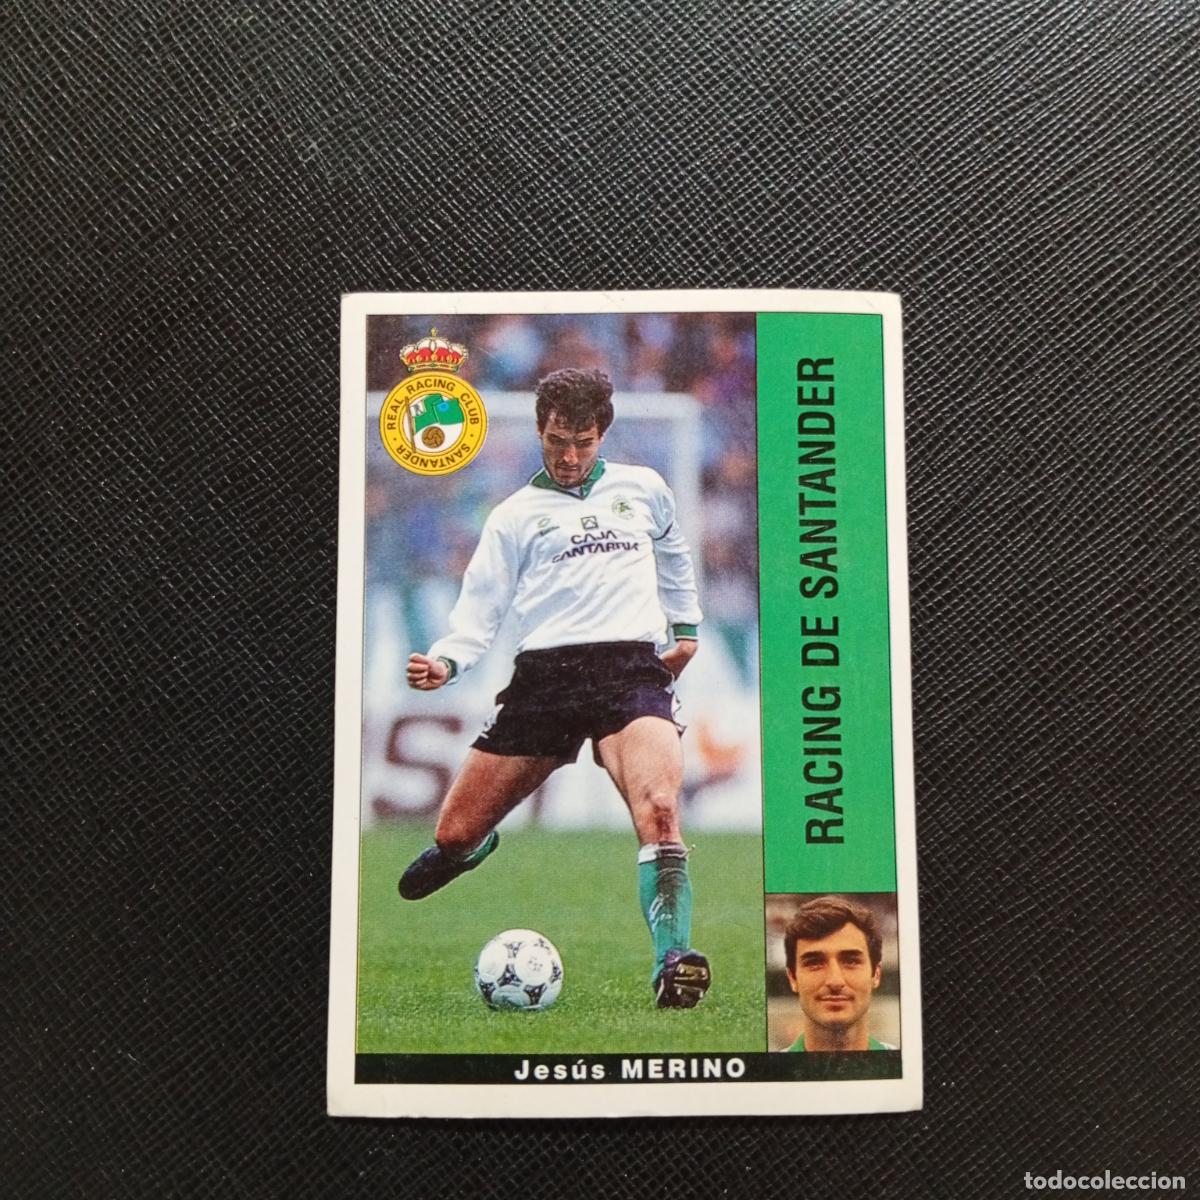 REAL RACING CLUB
SANTANDER
CAJA
CANTABRIA
RACING DE SANTANDER
Jesús MERINO
todocoleccion